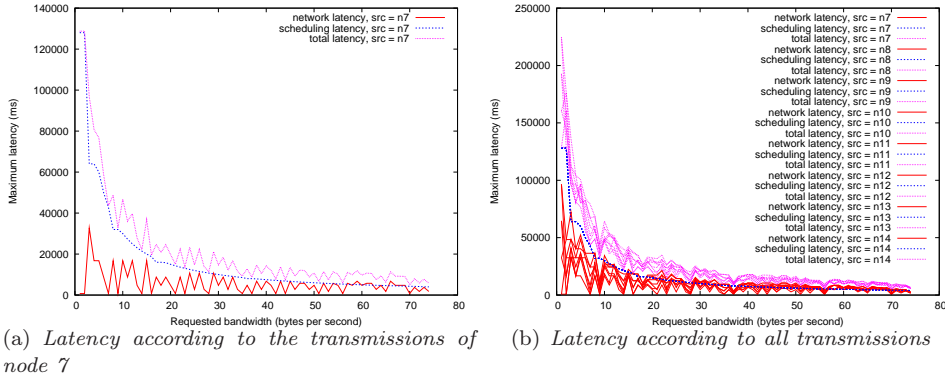 140000
120000
100000
80000
60000
40000
20000
0
Maximum latency (ms)
network latency, src = n7
scheduling latency, src = n7
total latency, src = n7
0 10 20 30 40 50 60 70 80
Requested bandwidth (bytes per second)
(a) Latency according to the transmissions of
node 7
250000
200000
150000
100000
50000
0
Maximum latency (ms)
network latency, src = n7
scheduling latency, src = n7
total latency, src = n7
network latency, src = n8
scheduling latency, src = n8
total latency, src = n8
network latency, src = n9
scheduling latency, src = n9
total latency, src = n9
network latency, src = n10
scheduling latency, src = n10
total latency, src = n10
network latency, src = n11
scheduling latency, src = n11
total latency, src = n11
network latency, src = n12
scheduling latency, src = n12
total latency, src = n12
network latency, src = n13
scheduling latency, src = n13
total latency, src = n13
network latency, src = n14
scheduling latency, src = n14
total latency, src = n14
0 10 20 30 40 50 60 70 80
Requested bandwidth (bytes per second)
(b) Latency according to all transmissions